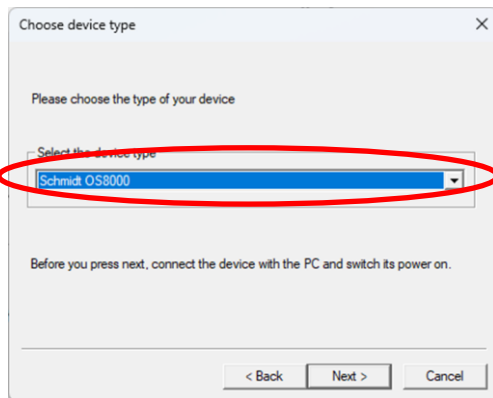 Choose device type
Please choose the type of your device
Select the device type
Schmidt OS8000
Before you press next, connect the device with the PC and switch its power on.
< Back Next > Cancel